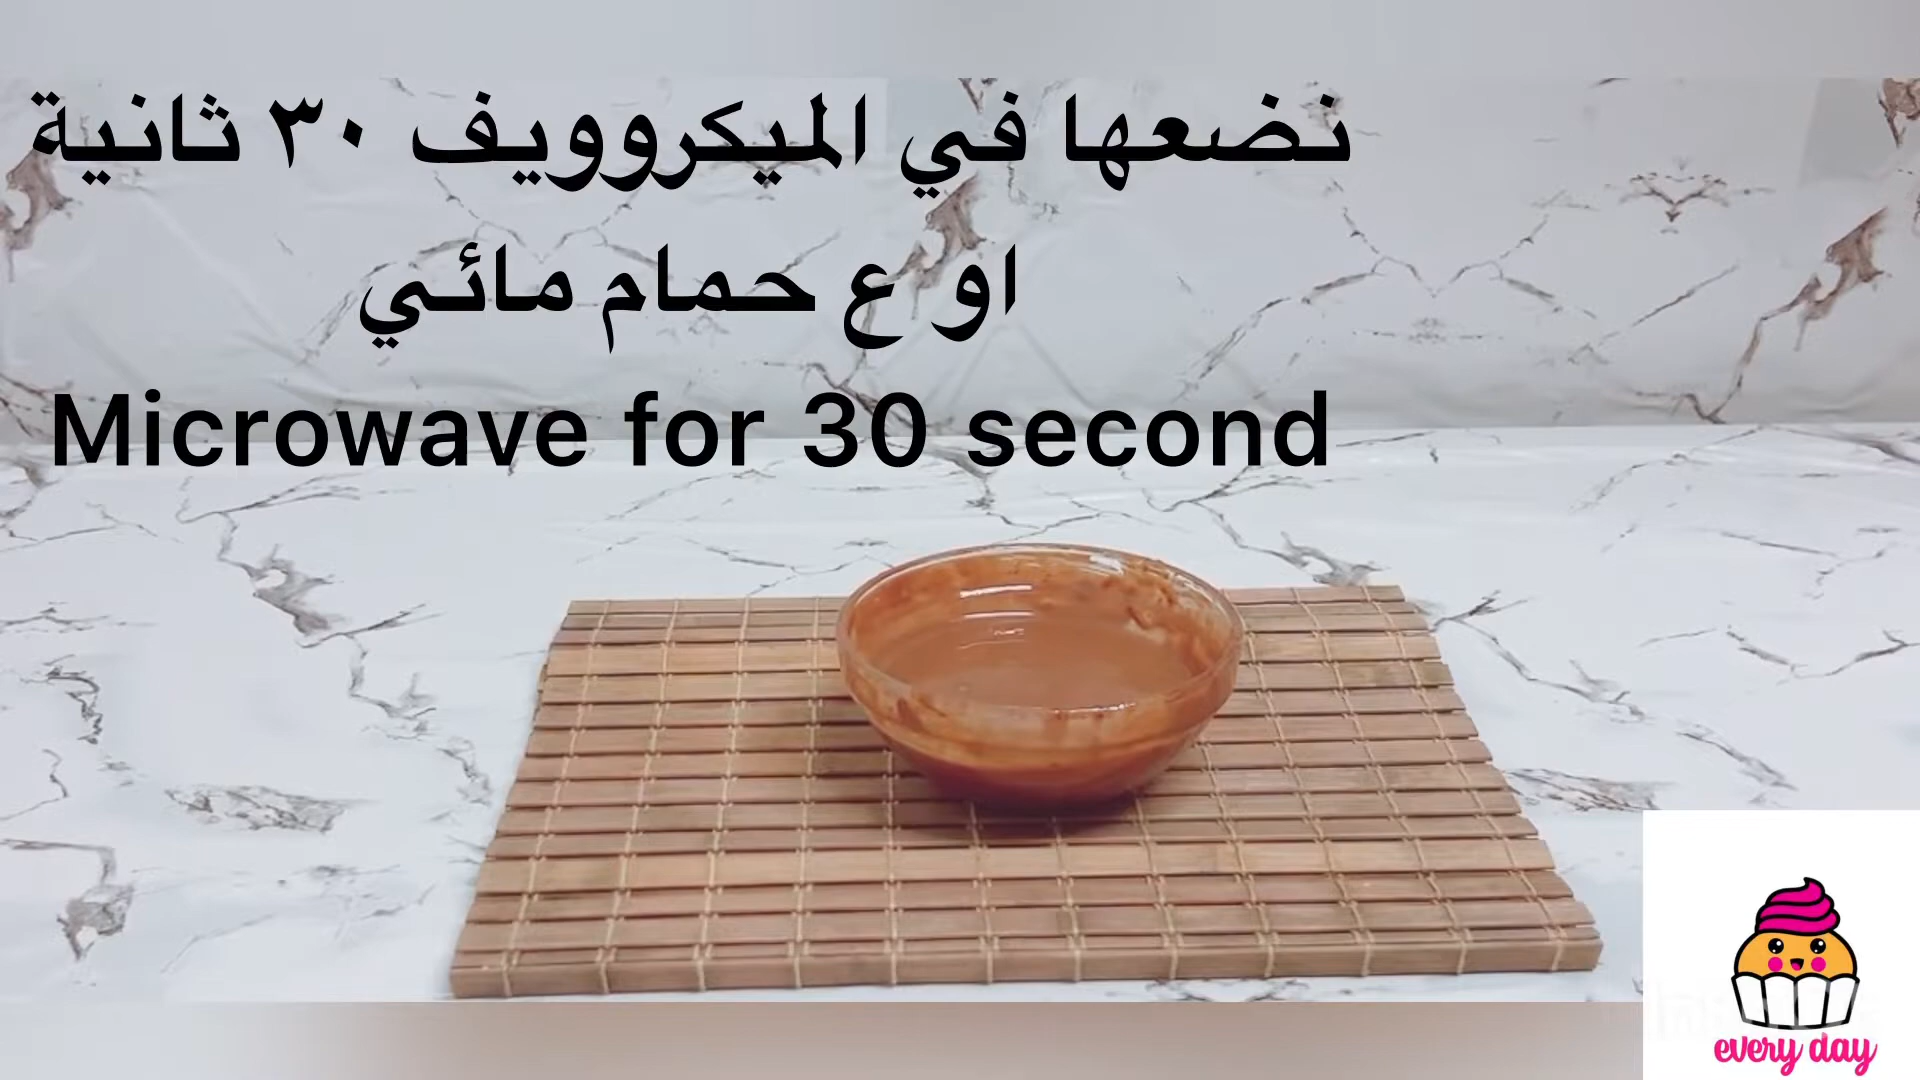 نضعها في الميكروويف ٣٠ ثانية
او ع حمام مائي
Microwave for 30 second
every day